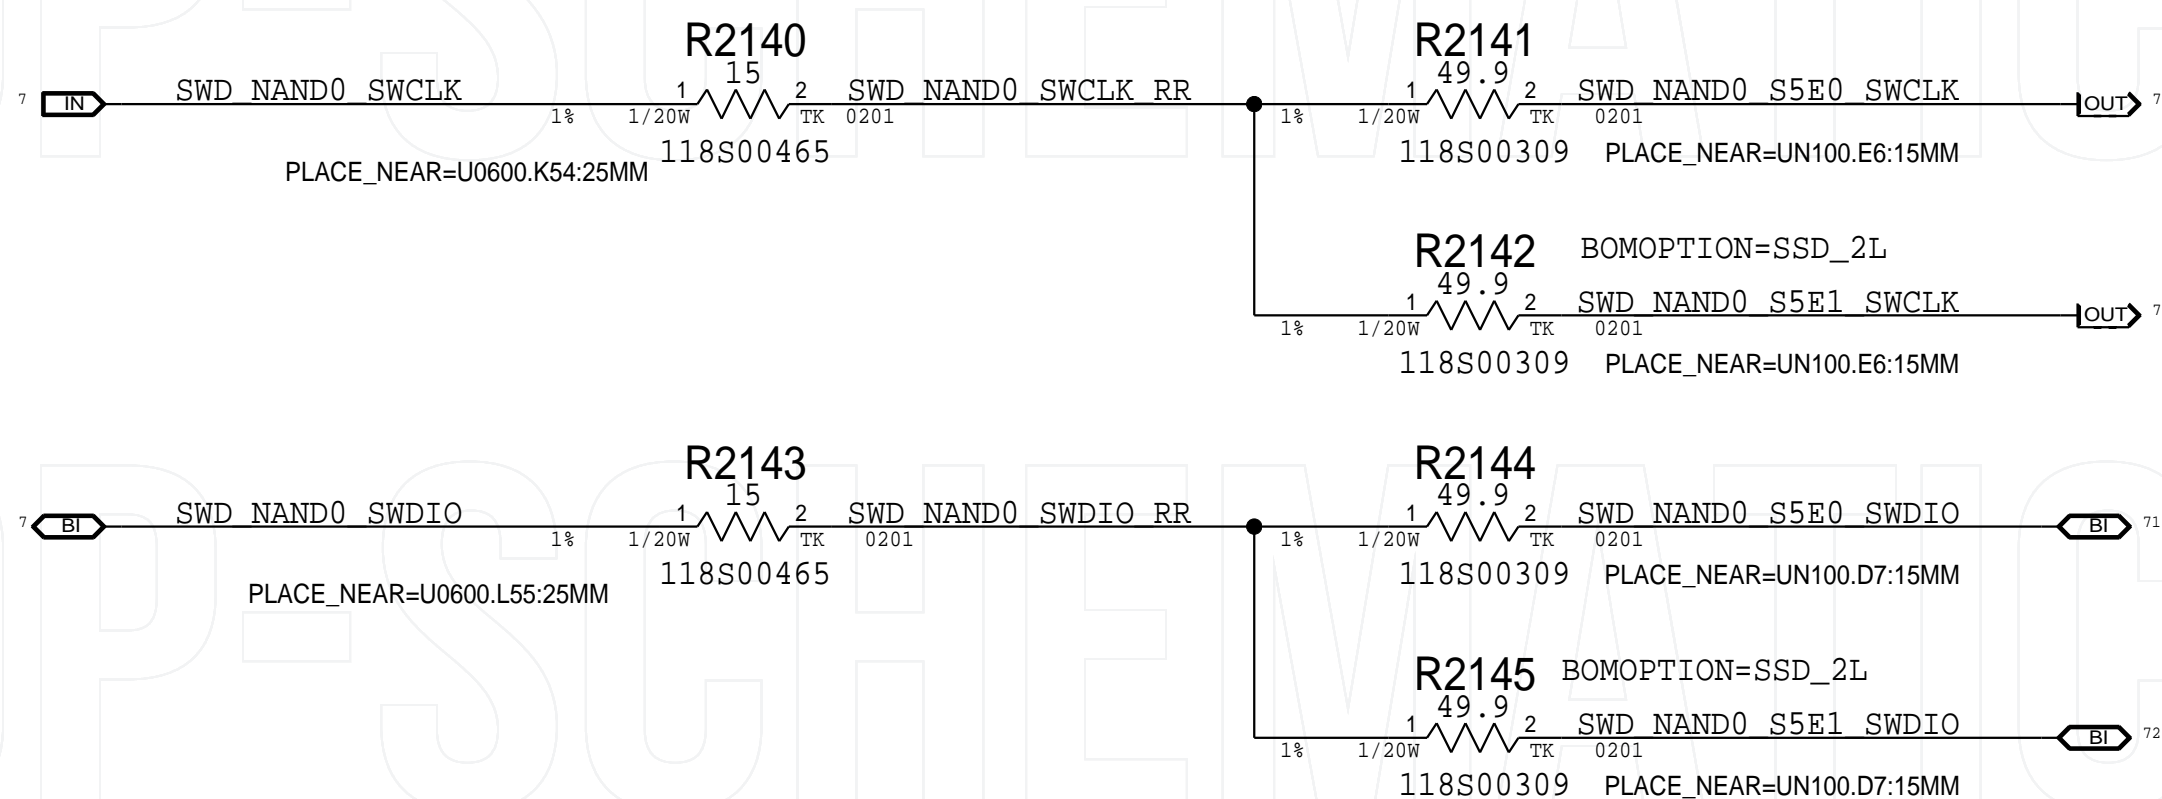 R2140
15
7 IN SWD_NAND0_SWCLK 1 2 SWD_NAND0_SWCLK_RR
1% 1/20W TK 0201
118S00465
PLACE_NEAR=U0600.K54:25MM
R2141
49.9
1 2 SWD_NAND0_S5E0_SWCLK OUT 7
1% 1/20W TK 0201
118S00309 PLACE_NEAR=UN100.E6:15MM
R2142 BOMOPTION=SSD_2L
49.9
1 2 SWD_NAND0_S5E1_SWCLK OUT 7
1% 1/20W TK 0201
118S00309 PLACE_NEAR=UN100.E6:15MM
R2143
15
7 BI SWD_NAND0_SWDIO 1 2 SWD_NAND0_SWDIO_RR
1% 1/20W TK 0201
118S00465
PLACE_NEAR=U0600.L55:25MM
R2144
49.9
1 2 SWD_NAND0_S5E0_SWDIO BI 71
1% 1/20W TK 0201
118S00309 PLACE_NEAR=UN100.D7:15MM
R2145 BOMOPTION=SSD_2L
49.9
1 2 SWD_NAND0_S5E1_SWDIO BI 72
1% 1/20W TK 0201
118S00309 PLACE_NEAR=UN100.D7:15MM
P-SCHEMATIC
P-SCHEMATIC